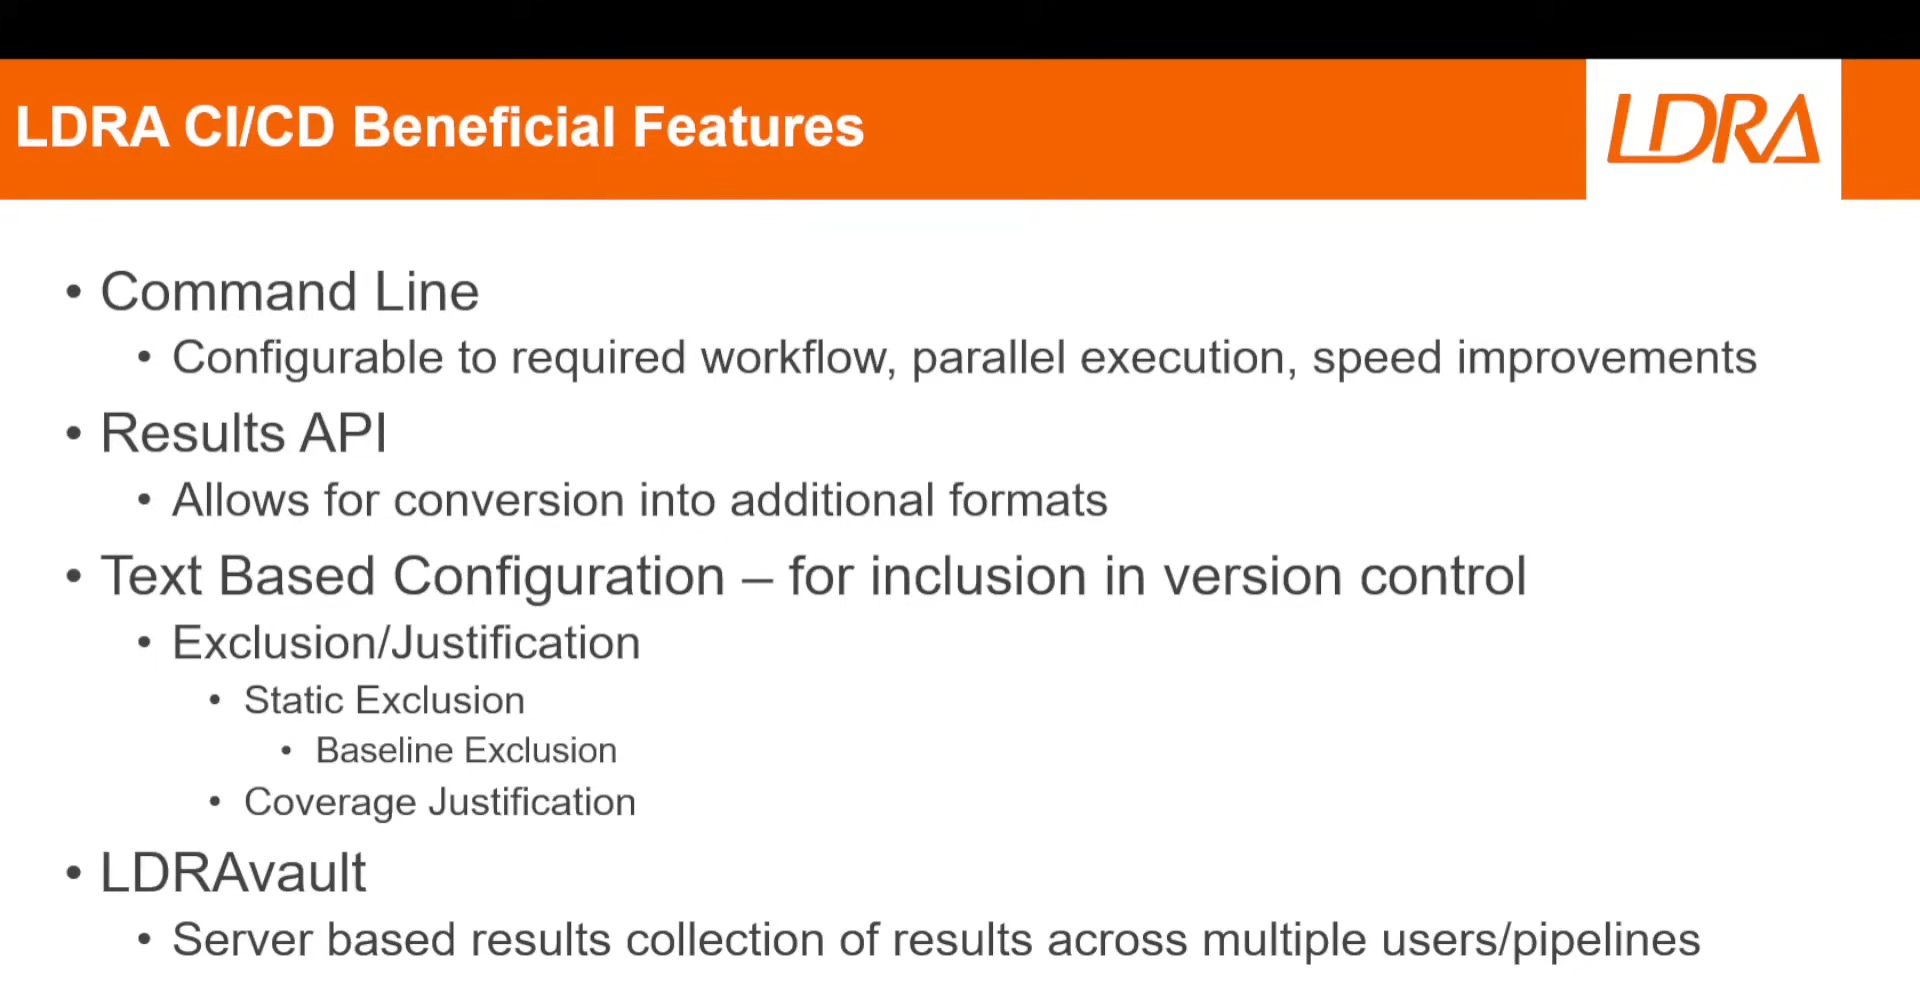 LDRA CI/CD Beneficial Features
LDRA
• Command Line
• Configurable to required workflow, parallel execution, speed improvements
• Results API
• Allows for conversion into additional formats
• Text Based Configuration – for inclusion in version control
• Exclusion/Justification
• Static Exclusion
• Baseline Exclusion
• Coverage Justification
• LDRAvault
• Server based results collection of results across multiple users/pipelines